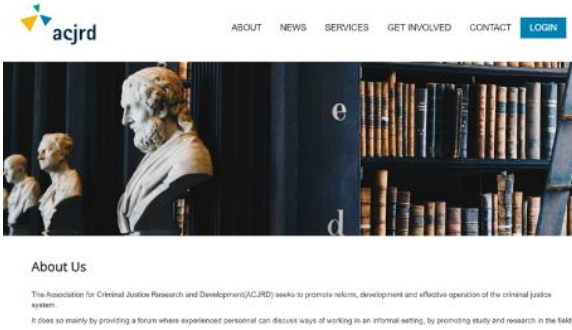 acjrd
ABOUT NEWS SERVICES GET INVOLVED CONTACT LOGIN
e
d
About Us
The Association for Criminal Justice Research and Development(ACJRD) seeks to promote reform, development and effective operation of the criminal justice
system.
It does so mainly by providing a forum where experienced personnel can discuss ways of working in an informal setting, by promoting study and research in the field